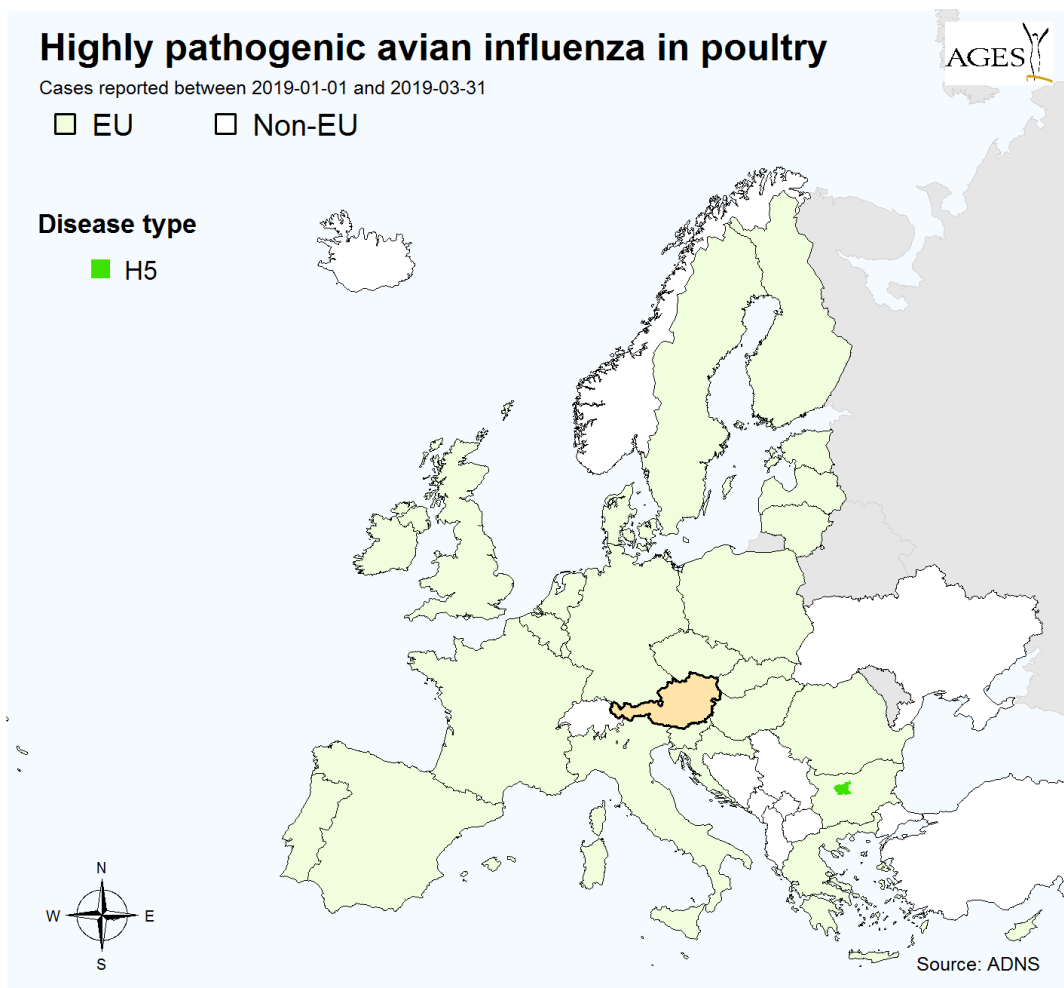 Highly pathogenic avian influenza in poultry
AGES
Cases reported between 2019-01-01 and 2019-03-31
EU
Non-EU
Disease type
H5
N
W
E
S
Source: ADNS